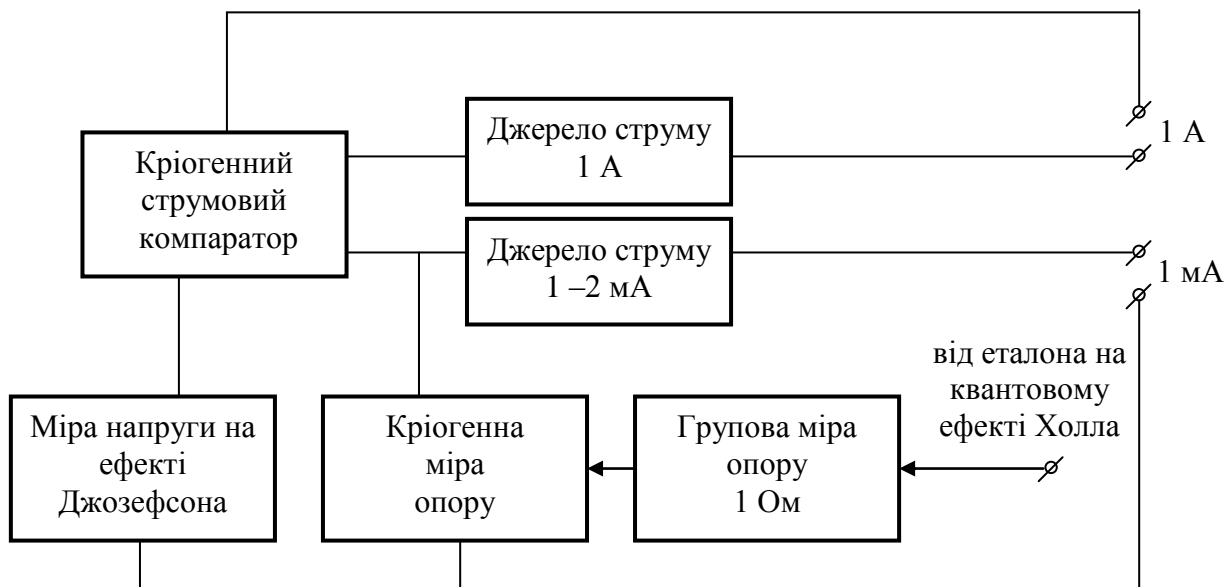 Джерело струму
1 А
1 А
Кріогенний
струмовий
компаратор
Джерело струму
1 –2 мА
1 мА
від еталона на
квантовому
ефекті Холла
Міра напруги на
ефекті
Джозефсона
Кріогенна
міра
опору
Групова міра
опору
1 Ом